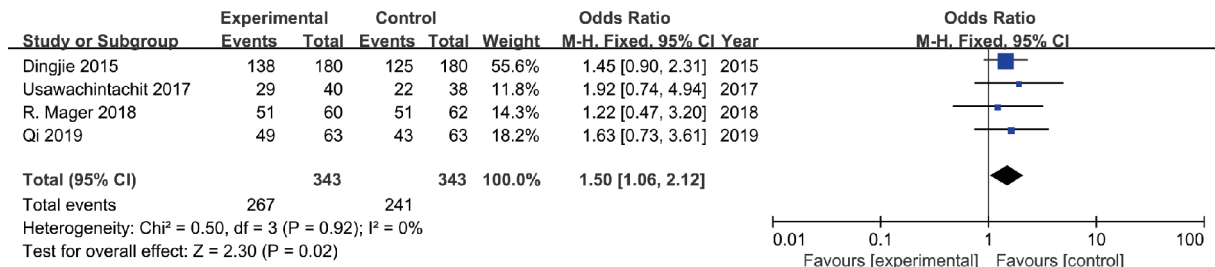 Experimental Control Odds Ratio Odds Ratio
Study or Subgroup Events Total Events Total Weight M-H. Fixed. 95% CI Year M-H. Fixed. 95% CI
Dingjie 2015 138 180 125 180 55.6% 1.45 [0.90, 2.31] 2015
Usawachintachit 2017 29 40 22 38 11.8% 1.92 [0.74, 4.94] 2017
R. Mager 2018 51 60 51 62 14.3% 1.22 [0.47, 3.20] 2018
Qi 2019 49 63 43 63 18.2% 1.63 [0.73, 3.61] 2019
Total (95% CI) 343 343 100.0% 1.50 [1.06, 2.12]
Total events 267 241
Heterogeneity: Chi² = 0.50, df = 3 (P = 0.92); I² = 0%
Test for overall effect: Z = 2.30 (P = 0.02)
0.01 0.1 1 10 100
Favours [experimental] Favours [control]